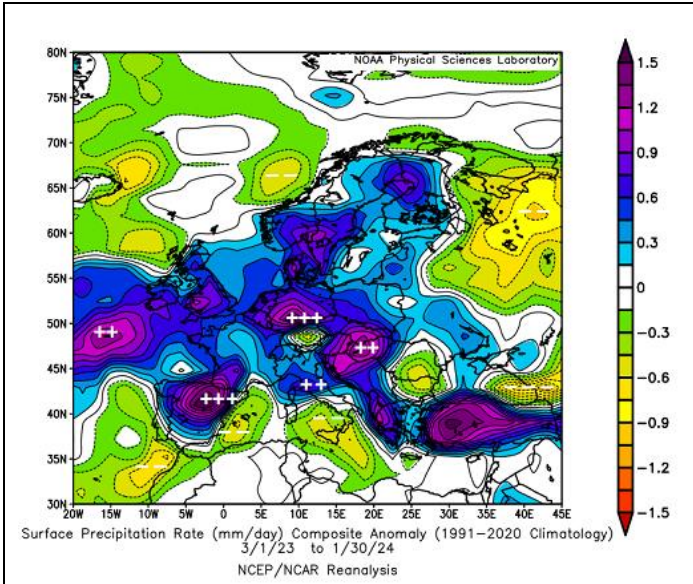 NOAA Physical Sciences Laboratory
80N
75N
70N
65N
60N
55N
50N
45N
40N
35N
30N
20W 15W 10W 5W 0 5E 10E 15E 20E 25E 30E 35E 40E 45E
1.5
1.2
0.9
0.6
0.3
0
-0.3
-0.6
-0.9
-1.2
-1.5
++
+++
++
+++
++
Surface Precipitation Rate (mm/day) Composite Anomaly (1991-2020 Climatology)
3/1/23 to 1/30/24
NCEP/NCAR Reanalysis